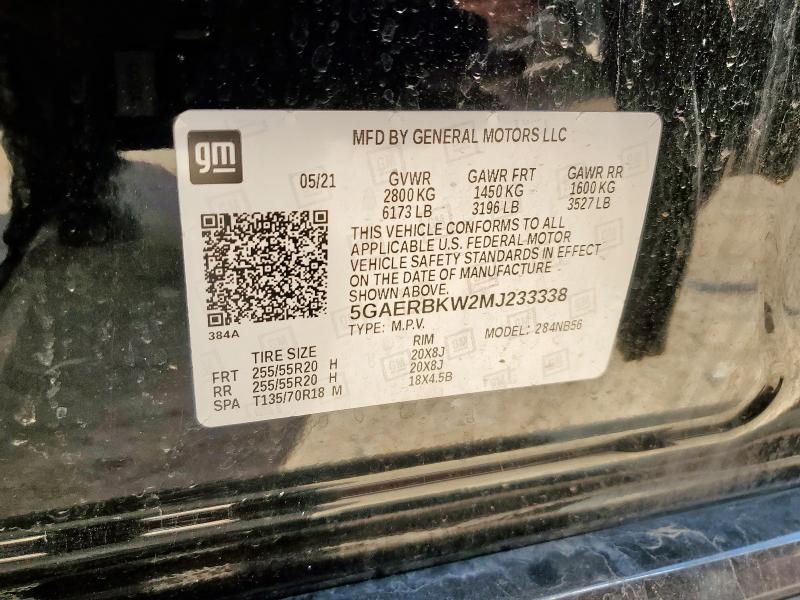 MFD BY GENERAL MOTORS LLC
gm
05/21
GVWR GAWR FRT GAWR RR
2800 KG 1450 KG 1600 KG
6173 LB 3196 LB 3527 LB
THIS VEHICLE CONFORMS TO ALL
APPLICABLE U.S. FEDERAL MOTOR
VEHICLE SAFETY STANDARDS IN EFFECT
ON THE DATE OF MANUFACTURE
SHOWN ABOVE.
5GAERBKW2MJ233338
TYPE: M.P.V. MODEL: 284NB56
384A
TIRE SIZE RIM
FRT 255/55R20 H 20X8J
RR 255/55R20 H 20X8J
SPA T135/70R18 M 18X4.5B